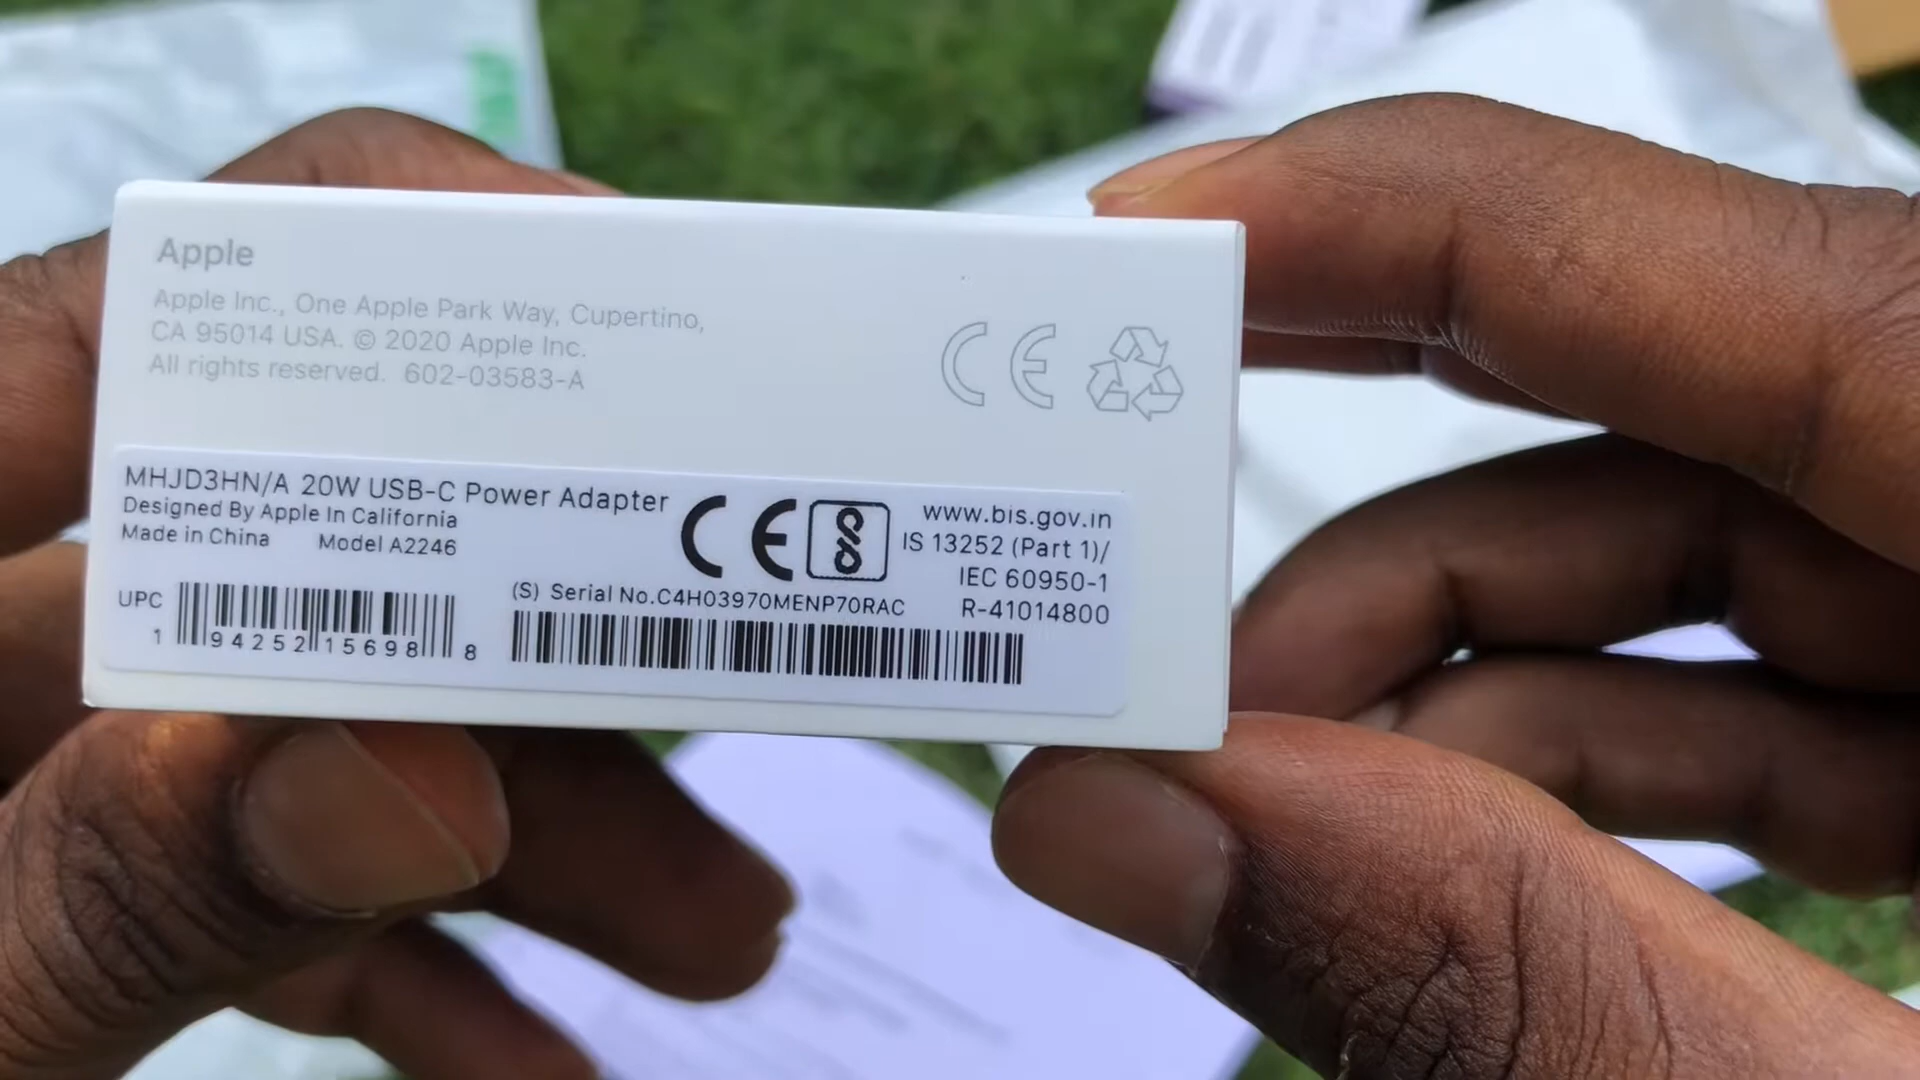 Apple
Apple Inc., One Apple Park Way, Cupertino,
CA 95014 USA. © 2020 Apple Inc.
All rights reserved. 602-03583-A
CE
MHJD3HN/A 20W USB-C Power Adapter
Designed By Apple In California
Made in China Model A2246
CE
www.bis.gov.in
IS 13252 (Part 1)/
IEC 60950-1
R-41014800
UPC
1 94252 15698 8
(S) Serial No.C4H03970MENP70RAC